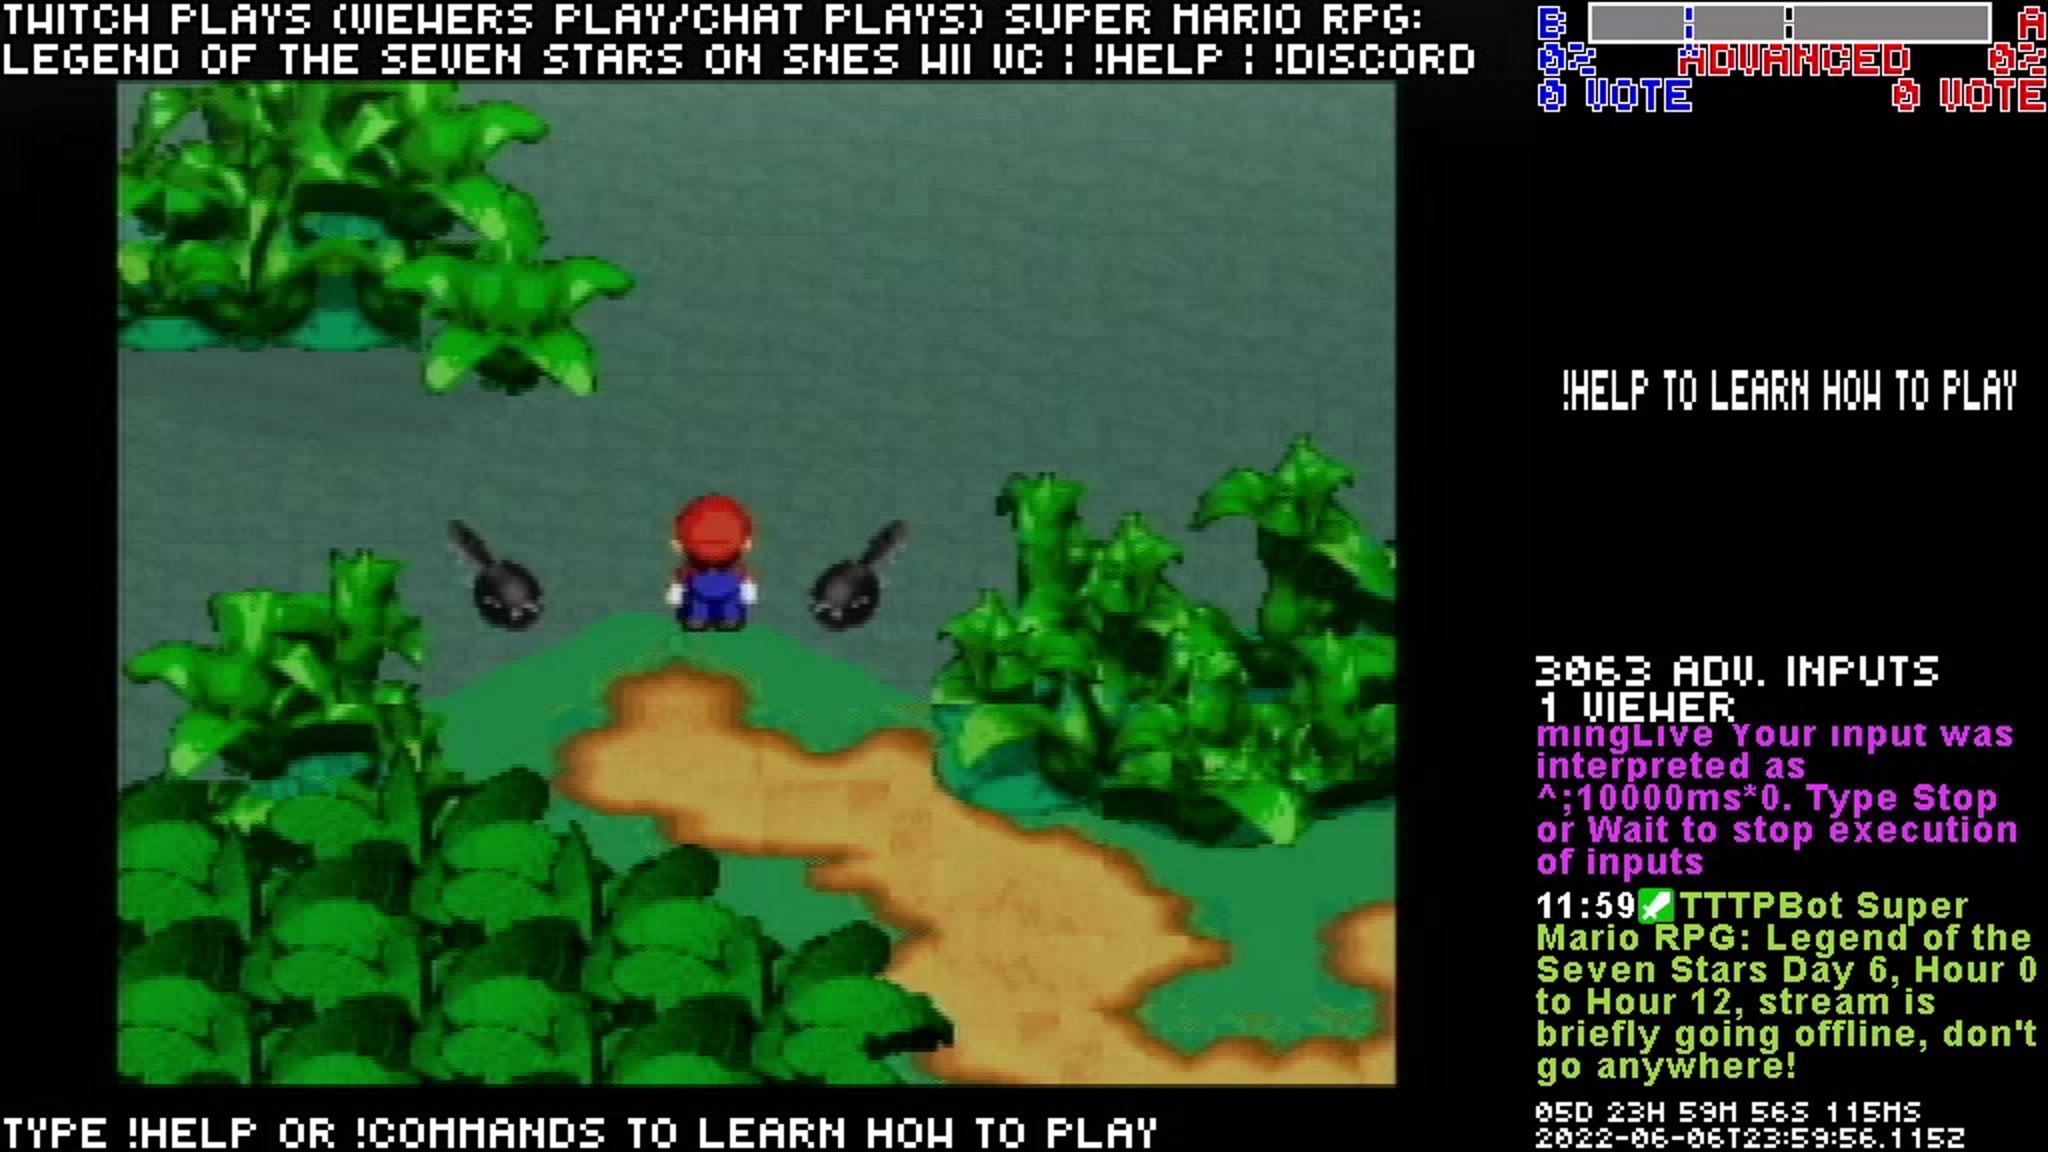 TWITCH PLAYS (VIEWERS PLAY/CHAT PLAYS) SUPER MARIO RPG:
LEGEND OF THE SEVEN STARS ON SNES WII VC | !HELP | !DISCORD
B A
0% ADVANCED 0%
0 VOTE 0 VOTE
!HELP TO LEARN HOW TO PLAY
3063 ADV. INPUTS
1 VIEWER
mingLive Your input was
interpreted as
^;10000ms*0. Type Stop
or Wait to stop execution
of inputs
11:59 TTTPBot Super
Mario RPG: Legend of the
Seven Stars Day 6, Hour 0
to Hour 12, stream is
briefly going offline, don't
go anywhere!
05D 23H 59M 56S 115MS
2022-06-06T23:59:56.115Z
TYPE !HELP OR !COMMANDS TO LEARN HOW TO PLAY